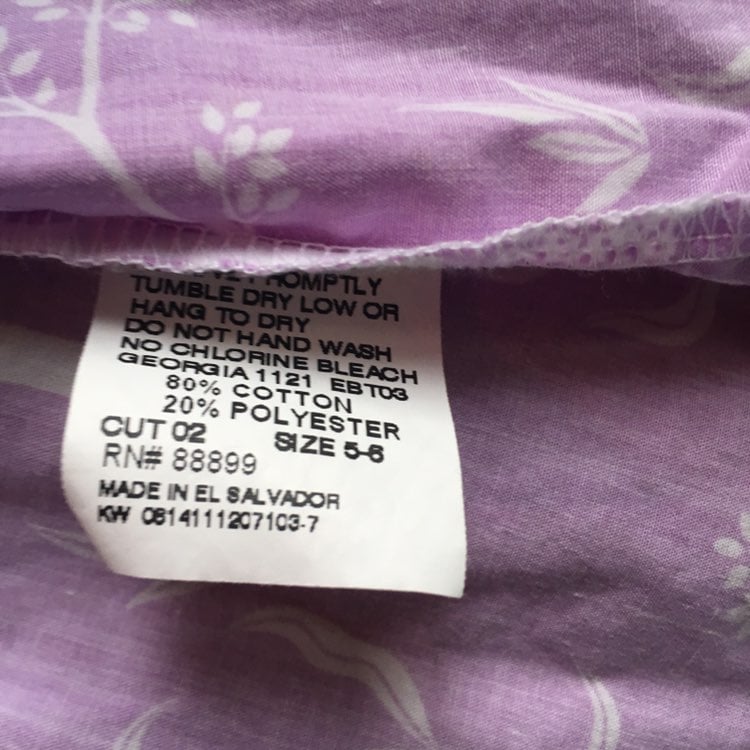 PROMPTLY
TUMBLE DRY LOW OR
HANG TO DRY
DO NOT HAND WASH
NO CHLORINE BLEACH
GEORGIA 1121 EBT03
80% COTTON
20% POLYESTER
CUT 02 SIZE 5-6
RN# 88899
MADE IN EL SALVADOR
KW 0814111207103-7